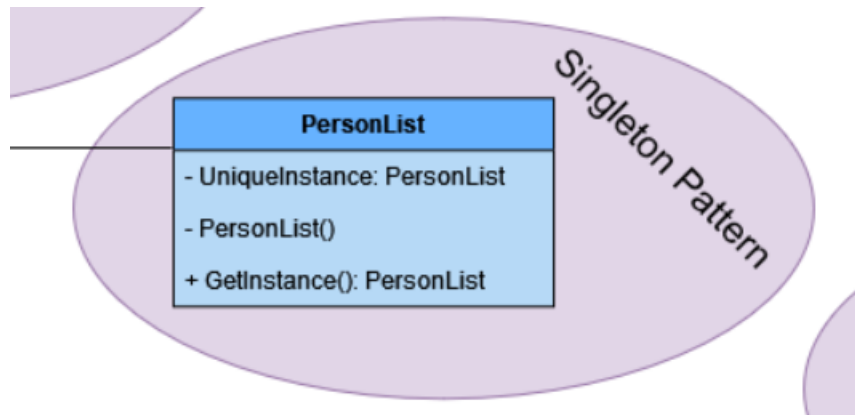 PersonList
- UniqueInstance: PersonList
- PersonList()
+ GetInstance(): PersonList
Singleton Pattern